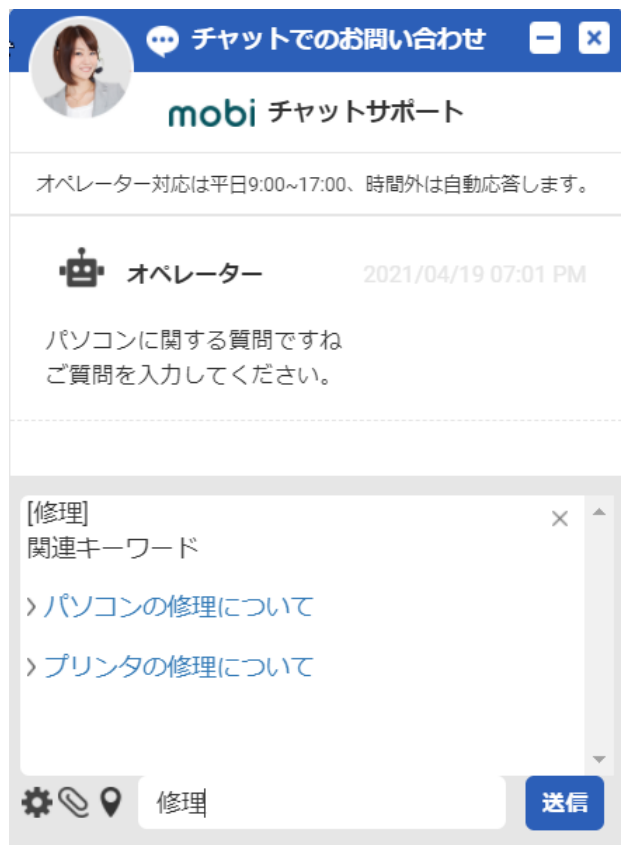 チャットでのお問い合わせ
mobi チャットサポート
オペレーター対応は平日9:00~17:00、時間外は自動応答します。
オペレーター 2021/04/19 07:01 PM
パソコンに関する質問ですね
ご質問を入力してください。
[修理]
関連キーワード
パソコンの修理について
プリンタの修理について
修理 送信